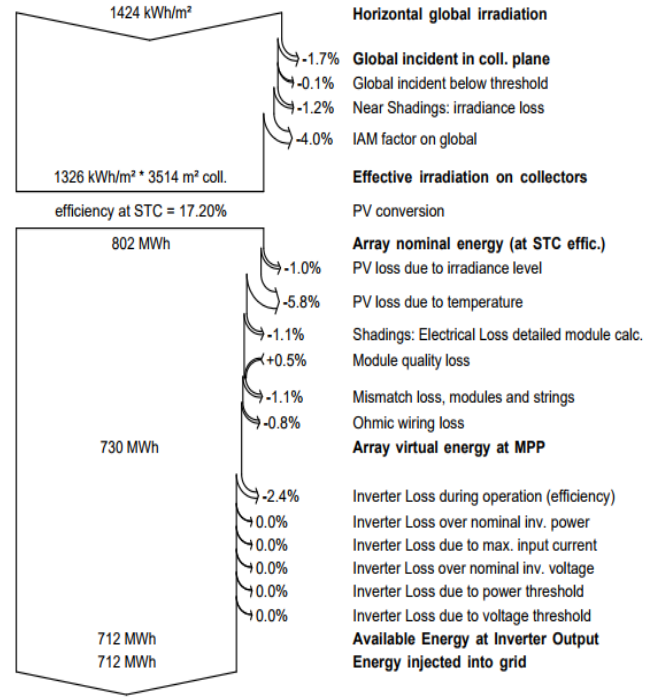 1424 kWh/m² Horizontal global irradiation
-1.7% Global incident in coll. plane
-0.1% Global incident below threshold
-1.2% Near Shadings: irradiance loss
-4.0% IAM factor on global
1326 kWh/m² * 3514 m² coll. Effective irradiation on collectors
efficiency at STC = 17.20% PV conversion
802 MWh Array nominal energy (at STC effic.)
-1.0% PV loss due to irradiance level
-5.8% PV loss due to temperature
-1.1% Shadings: Electrical Loss detailed module calc.
+0.5% Module quality loss
-1.1% Mismatch loss, modules and strings
-0.8% Ohmic wiring loss
730 MWh Array virtual energy at MPP
-2.4% Inverter Loss during operation (efficiency)
0.0% Inverter Loss over nominal inv. power
0.0% Inverter Loss due to max. input current
0.0% Inverter Loss over nominal inv. voltage
0.0% Inverter Loss due to power threshold
0.0% Inverter Loss due to voltage threshold
712 MWh Available Energy at Inverter Output
712 MWh Energy injected into grid